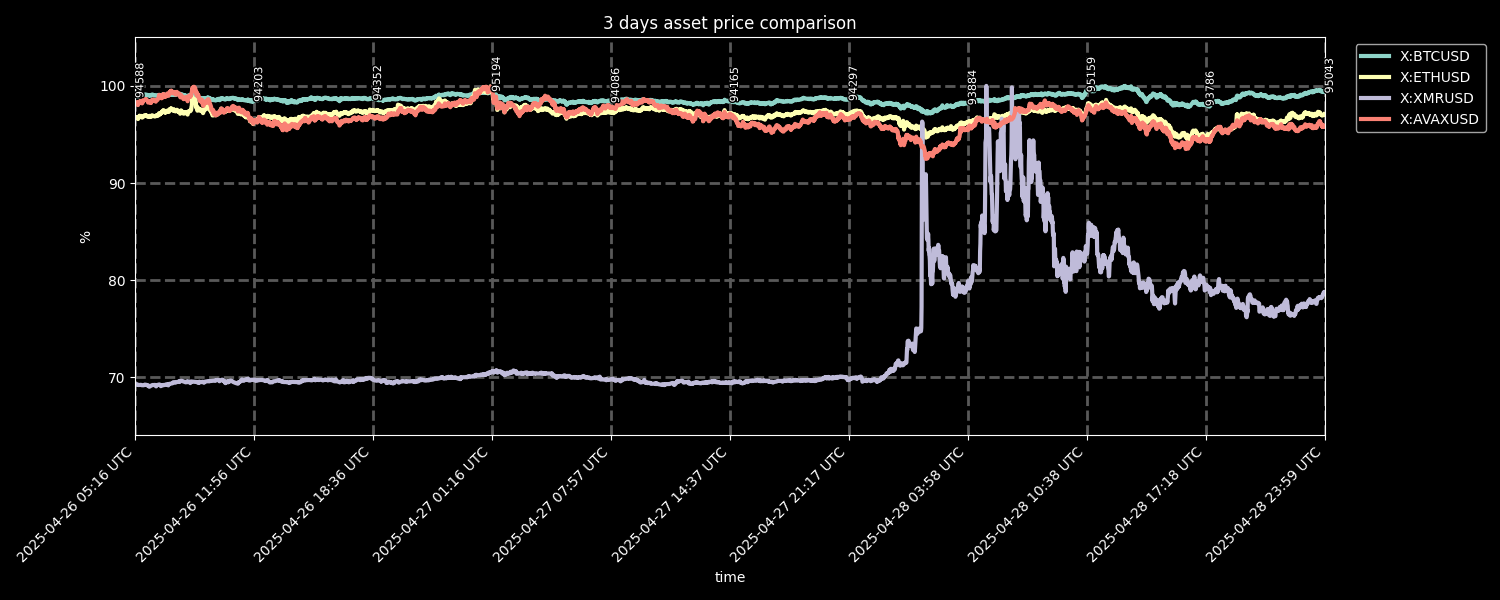 3 days asset price comparison
94588
94203
94352
95194
94086
94165
94297
93884
95159
93786
95043
X:BTCUSD
X:ETHUSD
X:XMRUSD
X:AVAXUSD
100
90
80
70
%
2025-04-26 05:16 UTC
2025-04-26 11:56 UTC
2025-04-26 18:36 UTC
2025-04-27 01:16 UTC
2025-04-27 07:57 UTC
2025-04-27 14:37 UTC
2025-04-27 21:17 UTC
2025-04-28 03:58 UTC
2025-04-28 10:38 UTC
2025-04-28 17:18 UTC
2025-04-28 23:59 UTC
time